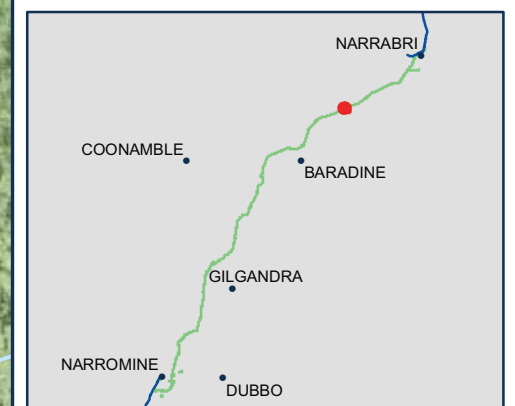 NARRABRI
COONAMBLE
BARADINE
GILGANDRA
NARROMINE
DUBBO